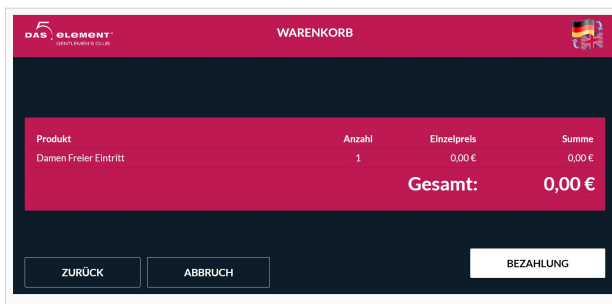 DAS 5 ELEMENT
GENTLEMEN'S CLUB
WARENKORB
Produkt Anzahl Einzelpreis Summe
Damen Freier Eintritt 1 0,00 € 0,00 €
Gesamt: 0,00 €
ZURÜCK ABBRUCH BEZAHLUNG